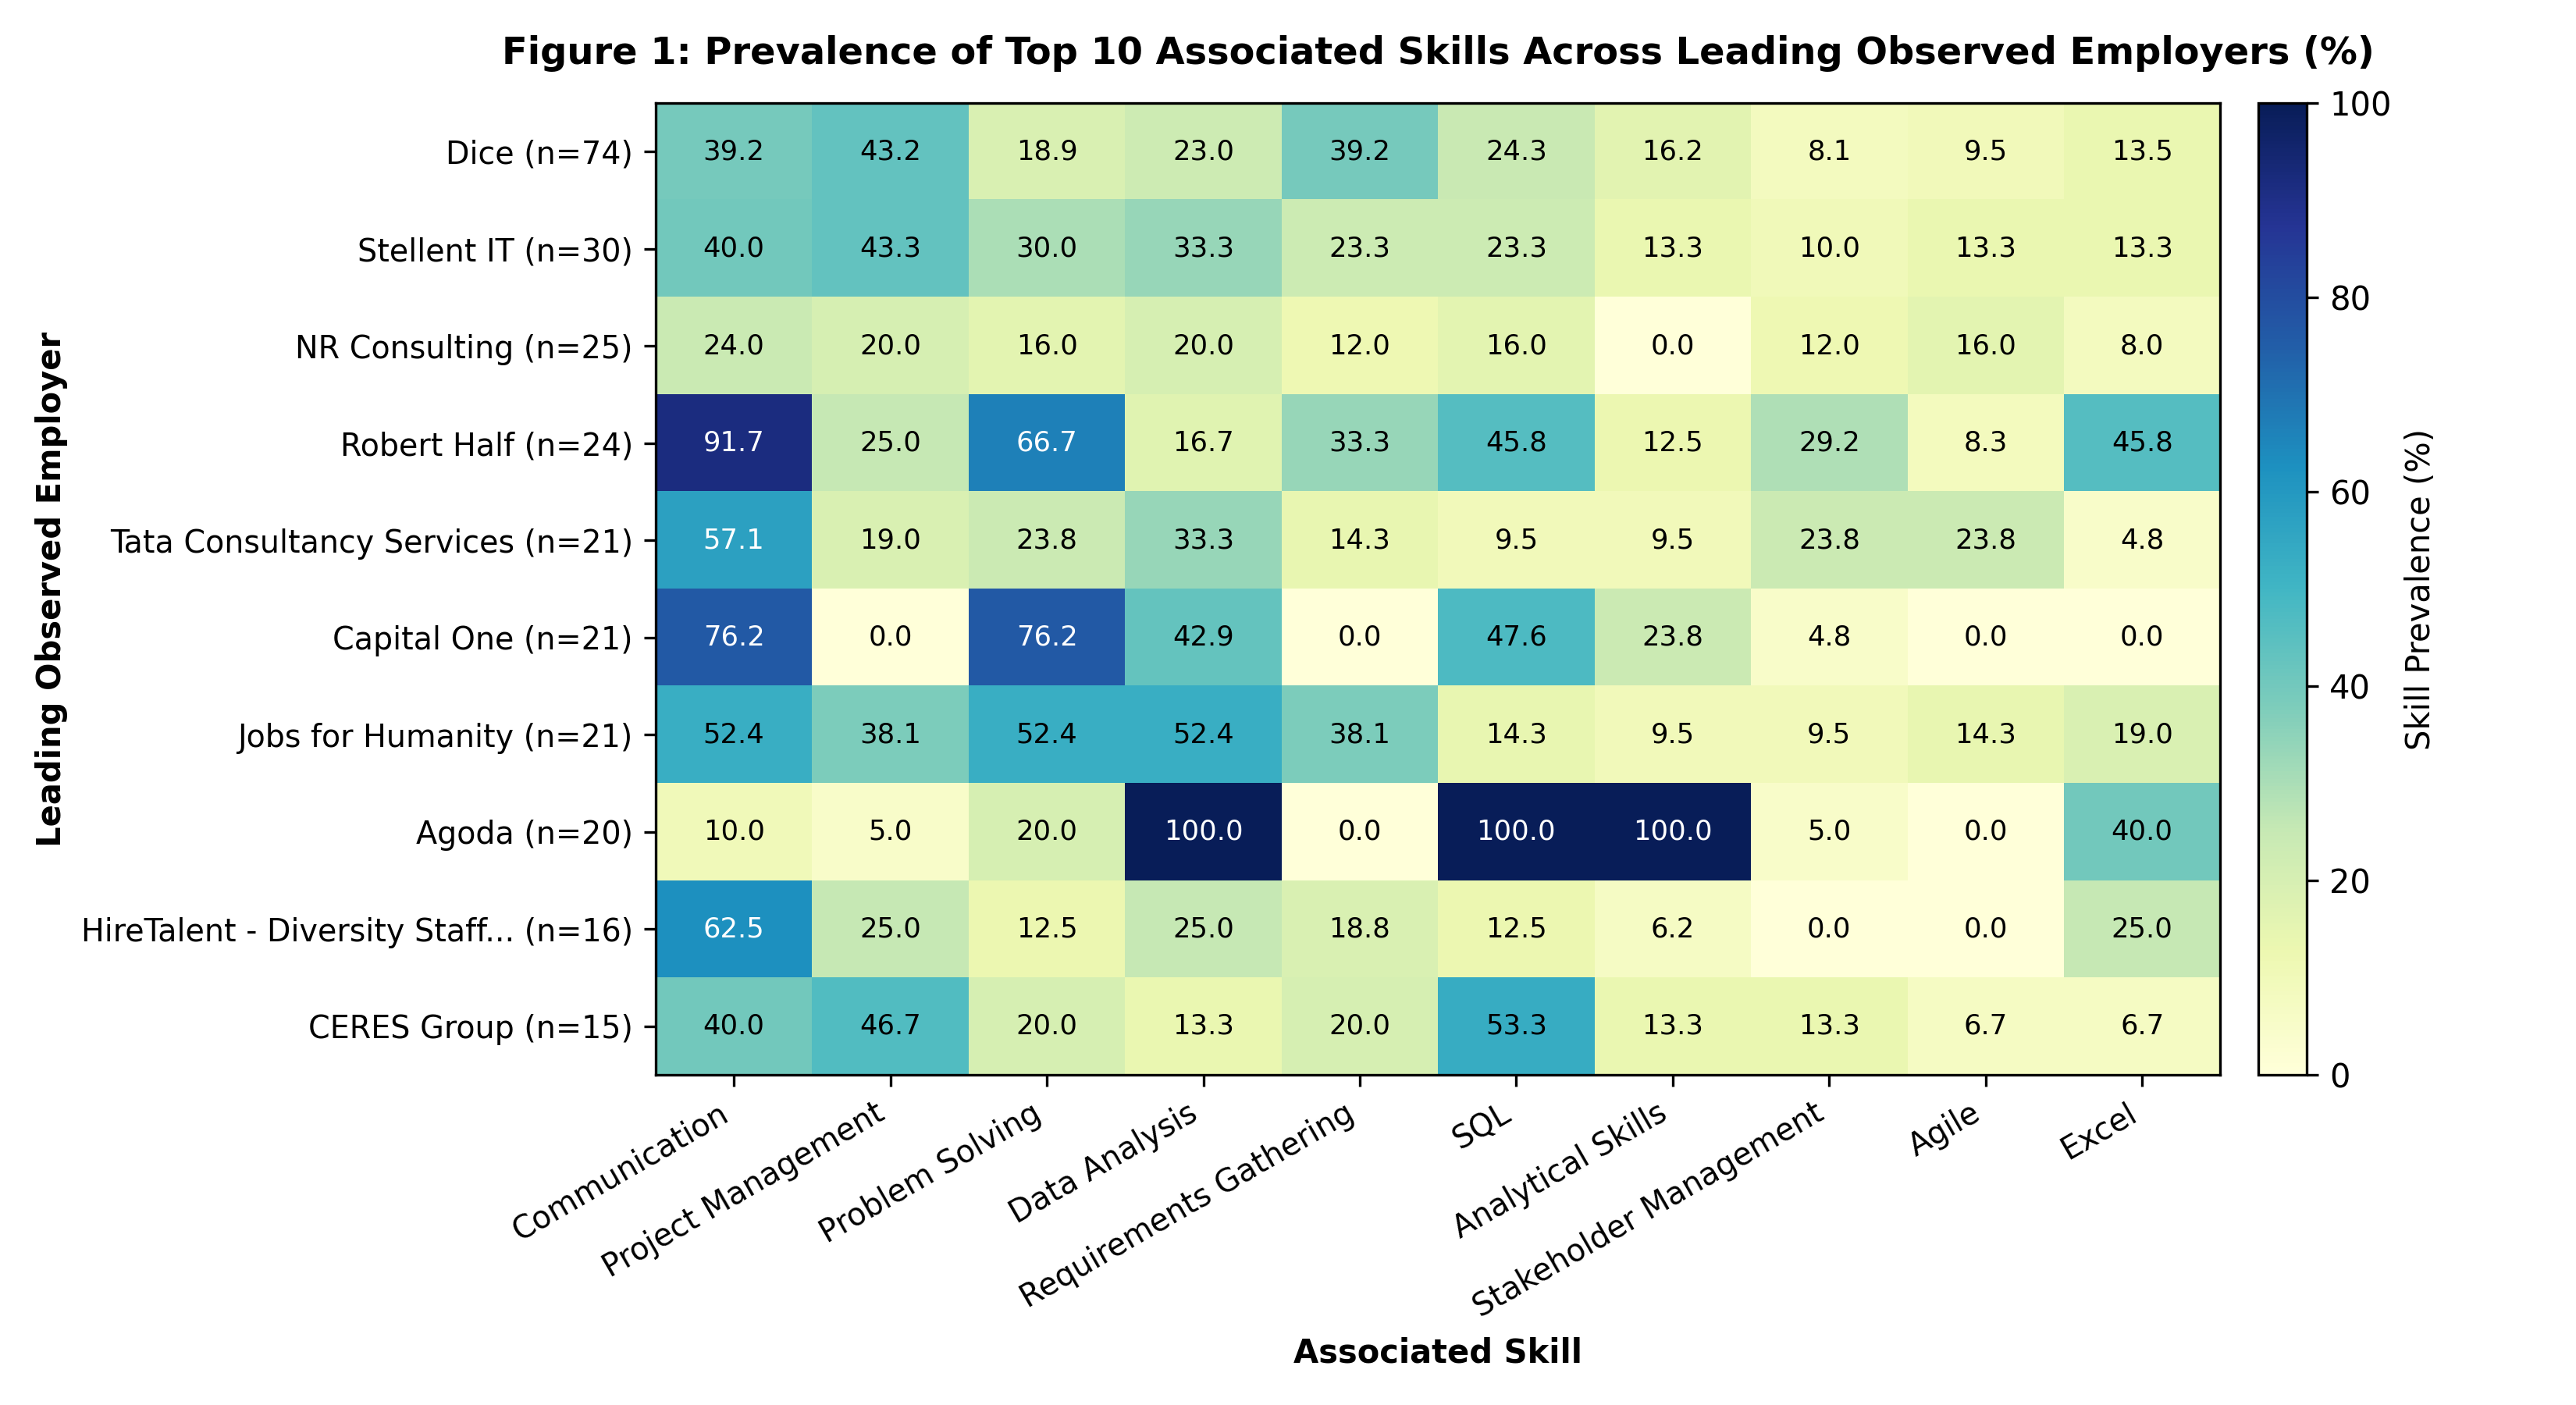 Figure 1: Prevalence of Top 10 Associated Skills Across Leading Observed Employers (%)
Leading Observed Employer
Dice (n=74) 39.2 43.2 18.9 23.0 39.2 24.3 16.2 8.1 9.5 13.5
Stellent IT (n=30) 40.0 43.3 30.0 33.3 23.3 23.3 13.3 10.0 13.3 13.3
NR Consulting (n=25) 24.0 20.0 16.0 20.0 12.0 16.0 0.0 12.0 16.0 8.0
Robert Half (n=24) 91.7 25.0 66.7 16.7 33.3 45.8 12.5 29.2 8.3 45.8
Tata Consultancy Services (n=21) 57.1 19.0 23.8 33.3 14.3 9.5 9.5 23.8 23.8 4.8
Capital One (n=21) 76.2 0.0 76.2 42.9 0.0 47.6 23.8 4.8 0.0 0.0
Jobs for Humanity (n=21) 52.4 38.1 52.4 52.4 38.1 14.3 9.5 9.5 14.3 19.0
Agoda (n=20) 10.0 5.0 20.0 100.0 0.0 100.0 100.0 5.0 0.0 40.0
HireTalent - Diversity Staff... (n=16) 62.5 25.0 12.5 25.0 18.8 12.5 6.2 0.0 0.0 25.0
CERES Group (n=15) 40.0 46.7 20.0 13.3 20.0 53.3 13.3 13.3 6.7 6.7
Communication
Project Management
Problem Solving
Data Analysis
Requirements Gathering
SQL
Analytical Skills
Stakeholder Management
Agile
Excel
Associated Skill
100
80
60
40
20
0
Skill Prevalence (%)